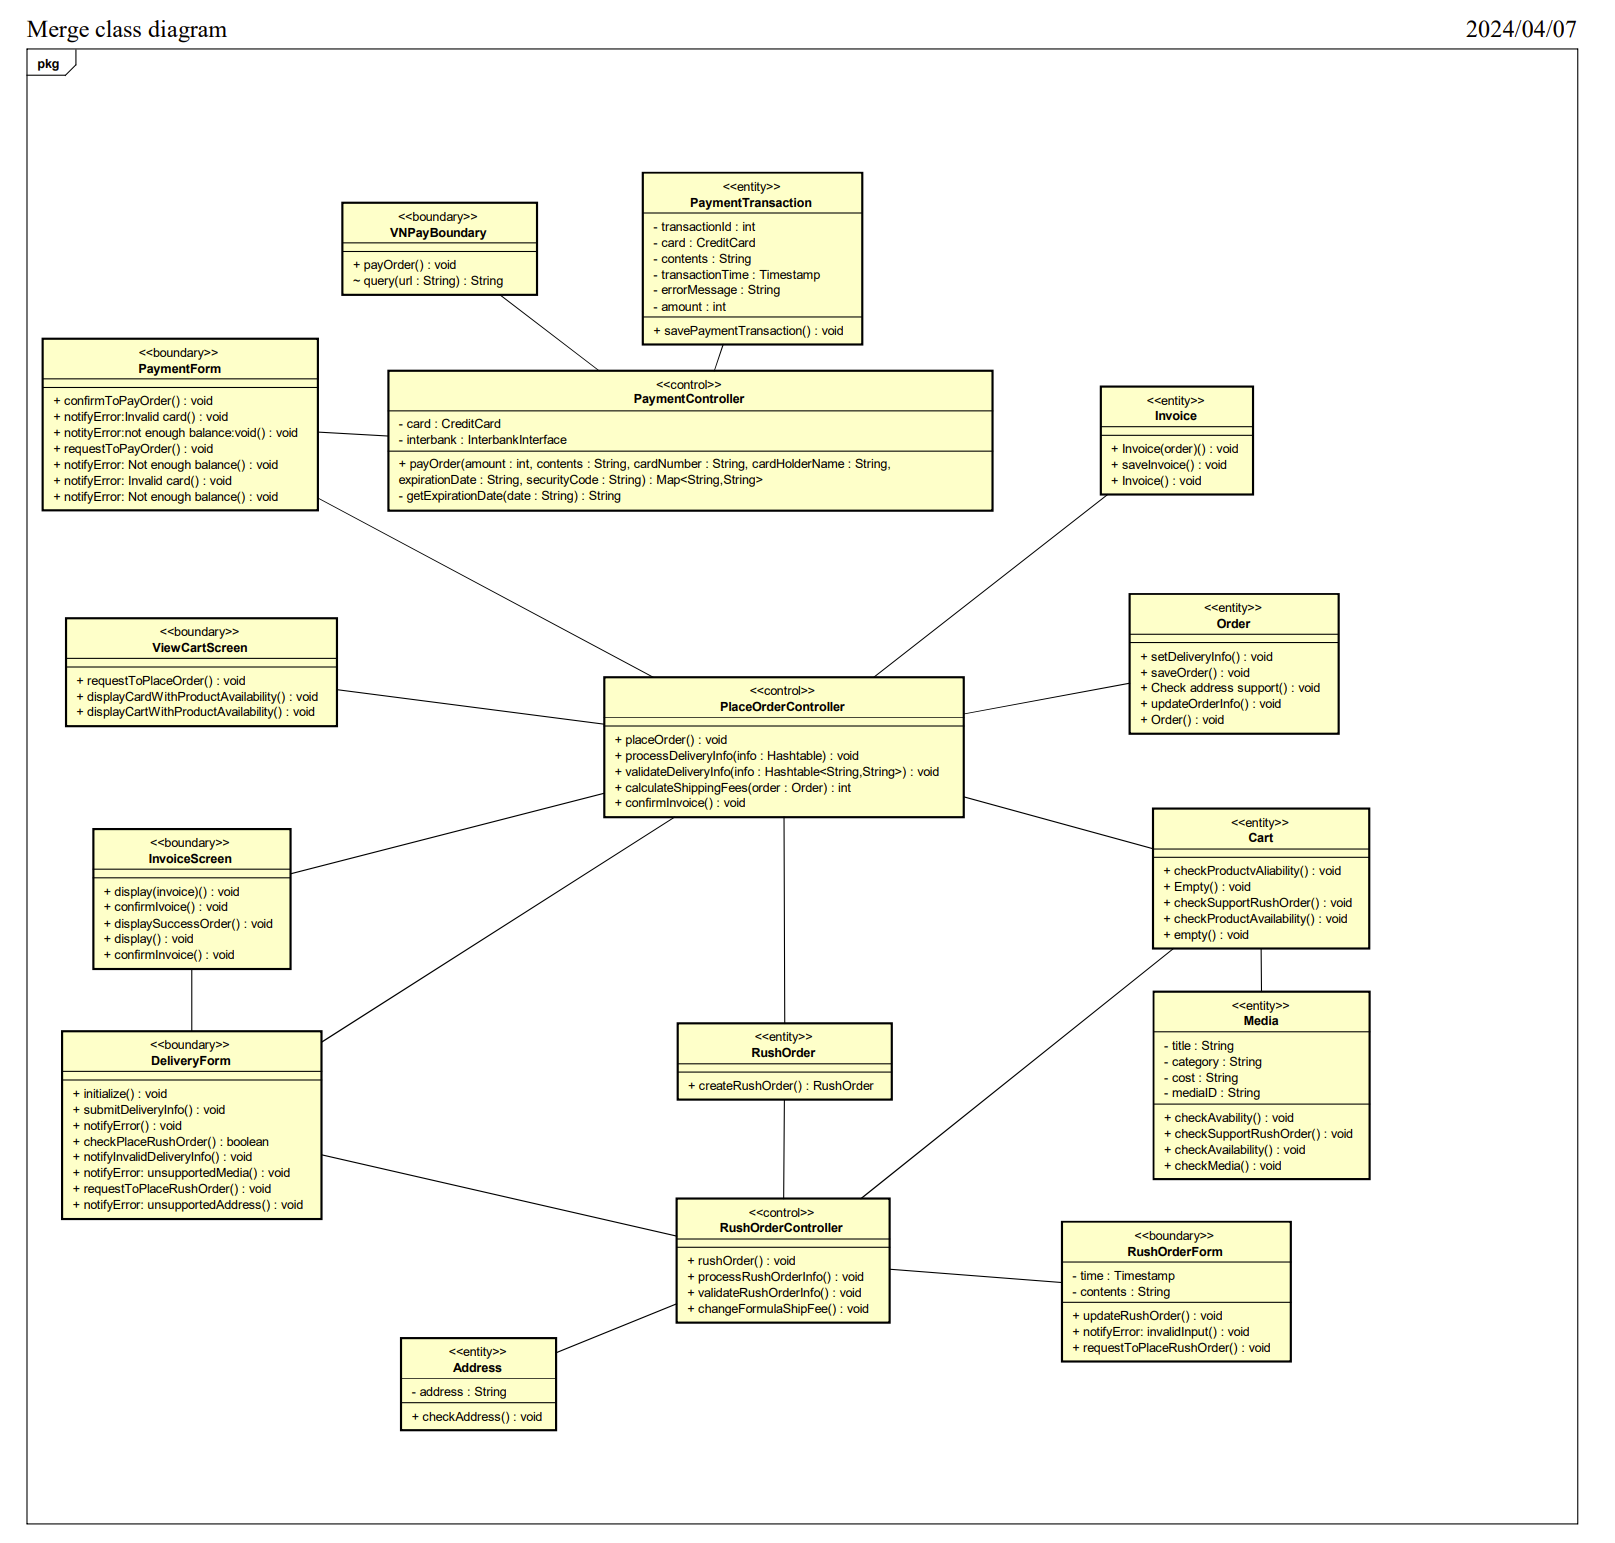 Merge class diagram
2024/04/07
pkg
<<entity>>
PaymentTransaction
- transactionId : int
- card : CreditCard
- contents : String
- transactionTime : Timestamp
- errorMessage : String
- amount : int
+ savePaymentTransaction() : void
<<boundary>>
VNPayBoundary
+ payOrder() : void
~ query(url : String) : String
<<boundary>>
PaymentForm
+ confirmToPayOrder() : void
+ notifyError:Invalid card() : void
+ notityError:not enough balance:void() : void
+ requestToPayOrder() : void
+ notifyError: Not enough balance() : void
+ notifyError: Invalid card() : void
+ notifyError: Not enough balance() : void
<<control>>
PaymentController
- card : CreditCard
- interbank : InterbankInterface
+ payOrder(amount : int, contents : String, cardNumber : String, cardHolderName : String,
expirationDate : String, securityCode : String) : Map<String,String>
- getExpirationDate(date : String) : String
<<entity>>
Invoice
+ Invoice(order)() : void
+ saveInvoice() : void
+ Invoice() : void
<<boundary>>
ViewCartScreen
+ requestToPlaceOrder() : void
+ displayCardWithProductAvailability() : void
+ displayCartWithProductAvailability() : void
<<entity>>
Order
+ setDeliveryInfo() : void
+ saveOrder() : void
+ Check address support() : void
+ updateOrderInfo() : void
+ Order() : void
<<control>>
PlaceOrderController
+ placeOrder() : void
+ processDeliveryInfo(info : Hashtable) : void
+ validateDeliveryInfo(info : Hashtable<String,String>) : void
+ calculateShippingFees(order : Order) : int
+ confirmInvoice() : void
<<boundary>>
InvoiceScreen
+ display(invoice)() : void
+ confirmIvoice() : void
+ displaySuccessOrder() : void
+ display() : void
+ confirmInvoice() : void
<<entity>>
Cart
+ checkProductvAliability() : void
+ Empty() : void
+ checkSupportRushOrder() : void
+ checkProductAvailability() : void
+ empty() : void
<<entity>>
Media
- title : String
- category : String
- cost : String
- mediaID : String
+ checkAvability() : void
+ checkSupportRushOrder() : void
+ checkAvailability() : void
+ checkMedia() : void
<<boundary>>
DeliveryForm
+ initialize() : void
+ submitDeliveryInfo() : void
+ notifyError() : void
+ checkPlaceRushOrder() : boolean
+ notifyInvalidDeliveryInfo() : void
+ notifyError: unsupportedMedia() : void
+ requestToPlaceRushOrder() : void
+ notifyError: unsupportedAddress() : void
<<entity>>
RushOrder
+ createRushOrder() : RushOrder
<<control>>
RushOrderController
+ rushOrder() : void
+ processRushOrderInfo() : void
+ validateRushOrderInfo() : void
+ changeFormulaShipFee() : void
<<boundary>>
RushOrderForm
- time : Timestamp
- contents : String
+ updateRushOrder() : void
+ notifyError: invalidInput() : void
+ requestToPlaceRushOrder() : void
<<entity>>
Address
- address : String
+ checkAddress() : void